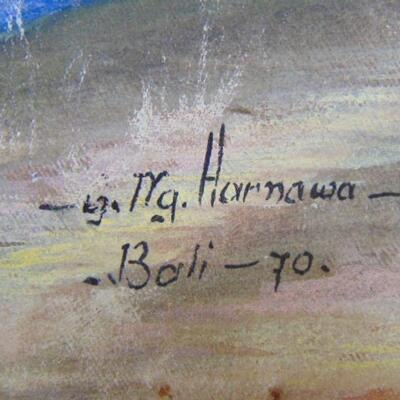 – y. Ng. Harnawa –
. Bali – 70.